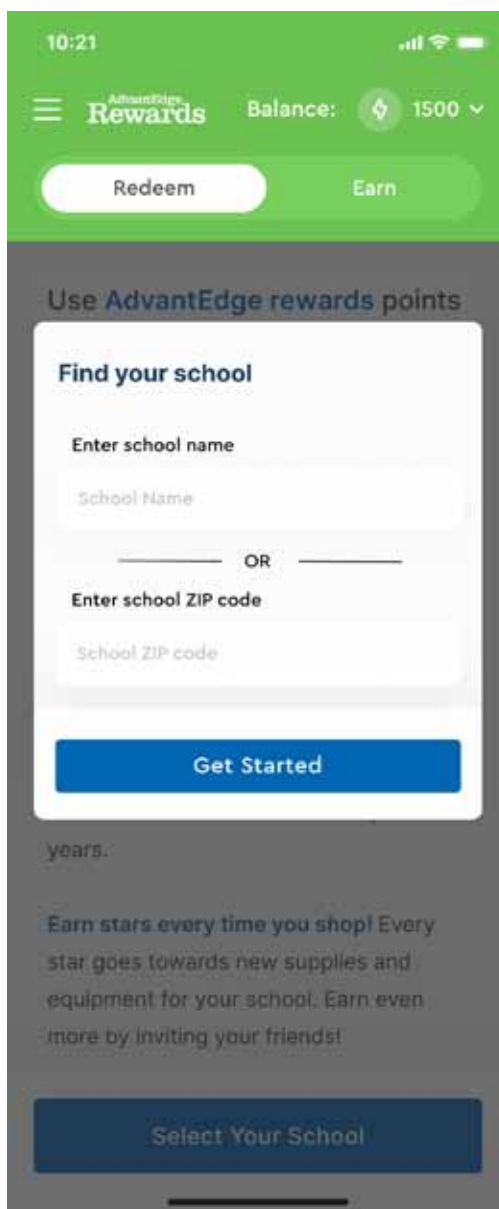 10:21
AdvantEdge
Rewards
Balance:
1500
Redeem
Earn
Use AdvantEdge rewards points
Find your school
Enter school name
School Name
OR
Enter school ZIP code
School ZIP code
Get Started
years.
Earn stars every time you shop! Every
star goes towards new supplies and
equipment for your school. Earn even
more by inviting your friends!
Select Your School